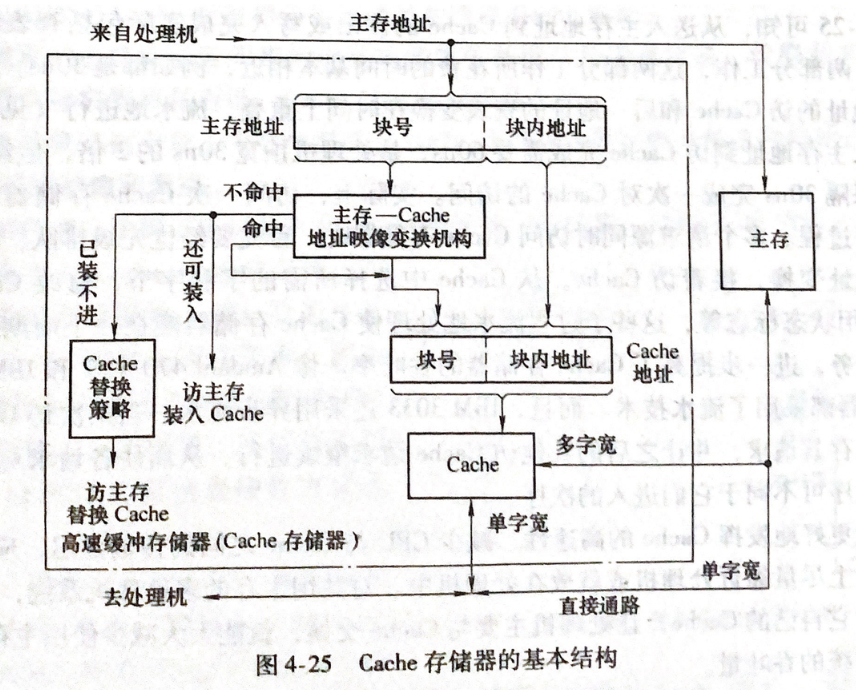 主存地址
来自处理机
主存地址
块号
块内地址
不命中
命中
主存—Cache
地址映像变换机构
主存
已装不进
还可装入
块号
块内地址
Cache
地址
Cache
替换
策略
访主存
装入 Cache
Cache
多字宽
访主存
替换 Cache
单字宽
高速缓冲存储器(Cache 存储器)
单字宽
去处理机
直接通路
图 4-25 Cache 存储器的基本结构